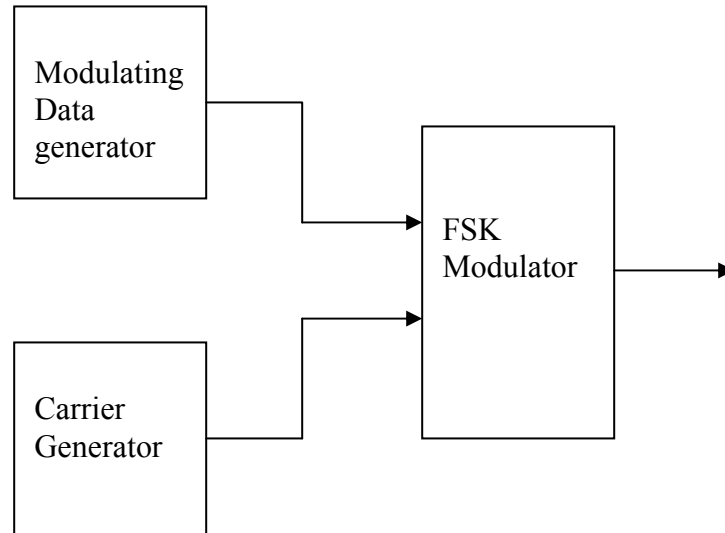 Modulating
Data
generator
FSK
Modulator
Carrier
Generator